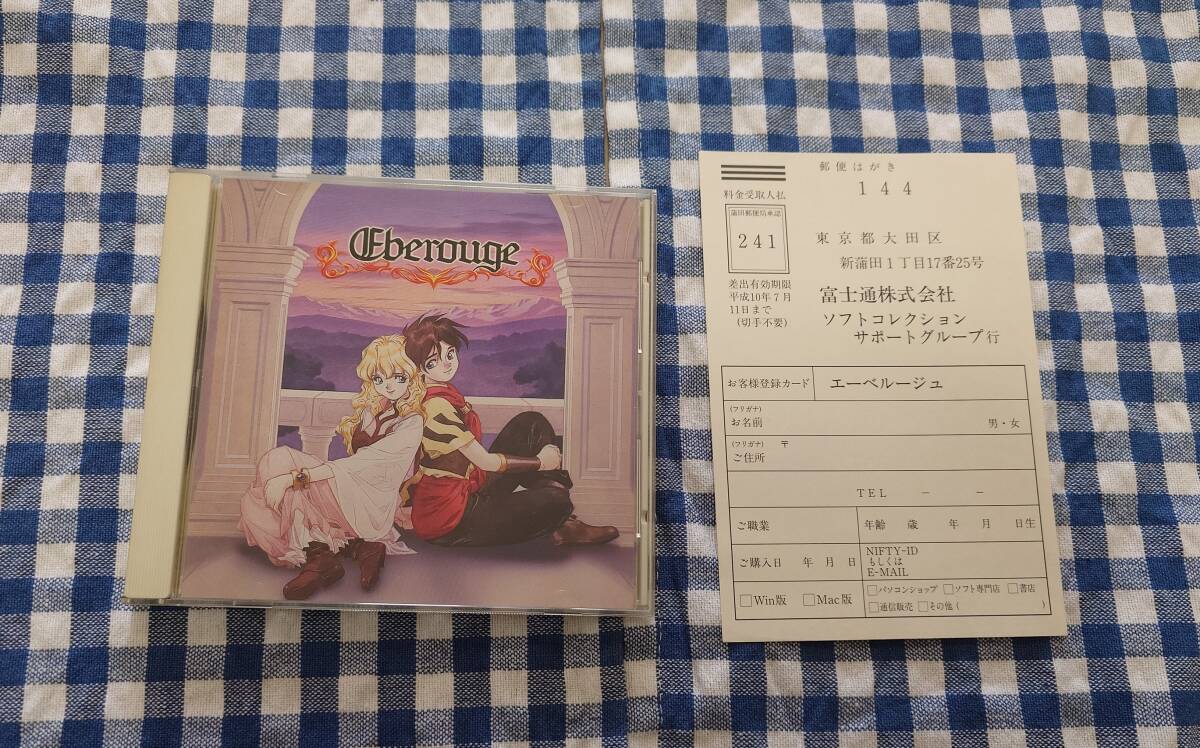 Eberouge
郵便はがき
料金受取人払
144
蒲田郵便局承認
241
東京都大田区
新蒲田1丁目17番25号
差出有効期限
平成10年7月
11日まで
(切手不要)
富士通株式会社
ソフトコレクション
サポートグループ行
お客様登録カード エーベルージュ
(フリガナ)
お名前 男・女
(フリガナ) 〒
ご住所
TEL － －
ご職業 年齢 歳 年 月 日生
ご購入日 年 月 日
NIFTY-ID
もしくは
E-MAIL
□Win版 □Mac版
□パソコンショップ □ソフト専門店 □書店
□通信販売 □その他( )